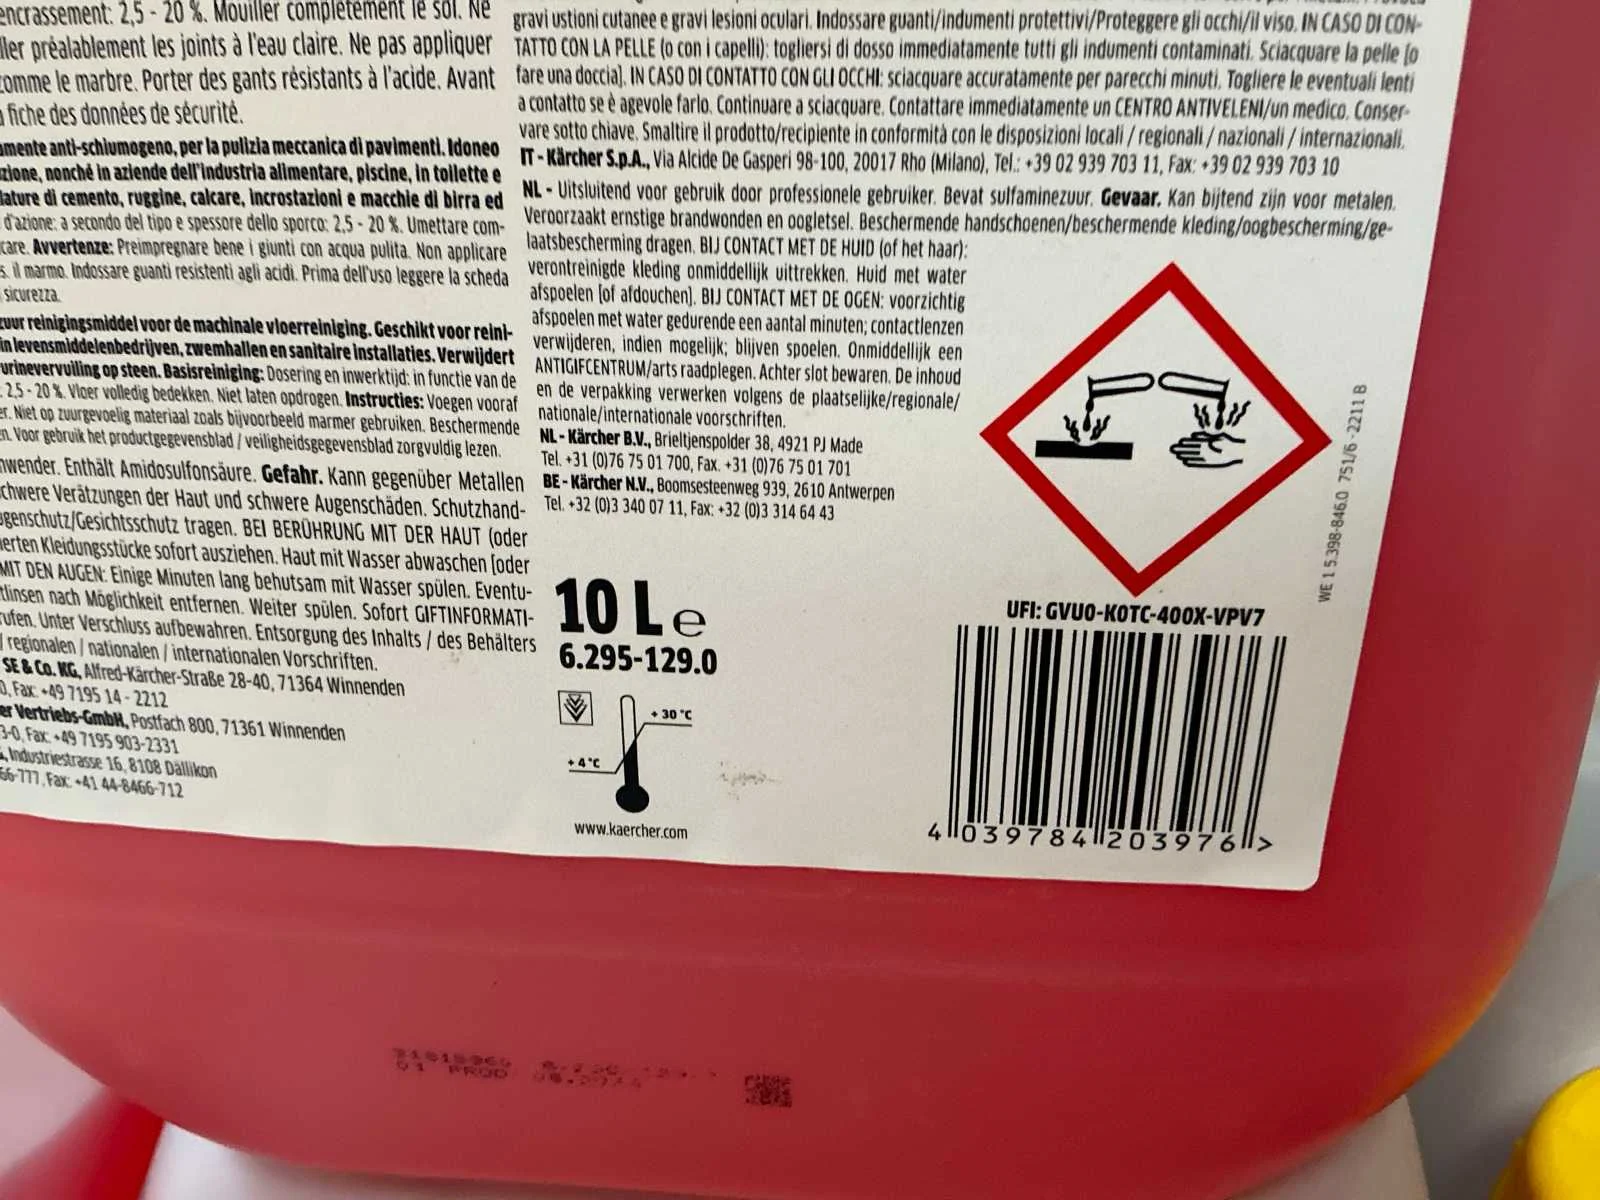 encrassement: 2,5 - 20 %. Mouiller complètement le sol. Ne
préalablement les joints à l'eau claire. Ne pas appliquer
comme le marbre. Porter des gants résistants à l'acide. Avant
fiche des données de sécurité.
anti-schiumogeno, per la pulizia meccanica di pavimenti. Idoneo
nonché in aziende dell'industria alimentare, piscine, in toilette e
di cemento, ruggine, calcare, incrostazioni e macchie di birra ed
d'azione: a secondo del tipo e spessore dello sporco: 2,5 - 20 %. Umettare com-
Avvertenze: Preimpregnare bene i giunti con acqua pulita. Non applicare
il marmo. Indossare guanti resistenti agli acidi. Prima dell'uso leggere la scheda
sicurezza.
reinigingsmiddel voor de machinale vloerreiniging. Geschikt voor reini-
in levensmiddelenbedrijven, zwemhallen en sanitaire installaties. Verwijdert
urinevervuiling op steen. Basisreiniging: Dosering en inwerktijd: in functie van de
2,5 - 20 %. Vloer volledig bedekken. Niet laten opdrogen. Instructies: Voegen vooraf
Niet op zuurgevoelig materiaal zoals bijvoorbeeld marmer gebruiken. Beschermende
Voor gebruik het productgegevensblad / veiligheidsgegevensblad zorgvuldig lezen.
Enthält Amidosulfonsäure. Gefahr. Kann gegenüber Metallen
schwere Verätzungen der Haut und schwere Augenschäden. Schutzhand-
genschutz/Gesichtsschutz tragen. BEI BERÜHRUNG MIT DER HAUT (oder
Kleidungsstücke sofort ausziehen. Haut mit Wasser abwaschen [oder
MIT DEN AUGEN: Einige Minuten lang behutsam mit Wasser spülen. Eventu-
nach Möglichkeit entfernen. Weiter spülen. Sofort GIFTINFORMATI-
Unter Verschluss aufbewahren. Entsorgung des Inhalts / des Behälters
/ regionalen / nationalen / internationalen Vorschriften.
SE & Co. KG, Alfred-Kärcher-Straße 28-40, 71364 Winnenden
Fax: +49 7195 14 - 2212
Vertriebs-GmbH, Postfach 800, 71361 Winnenden
Fax: +49 7195 903-2331
Industriestrasse 16, 8108 Dällikon
66-777, Fax: +41 44-8466-712
gravi ustioni cutanee e gravi lesioni oculari. Indossare guanti/indumenti protettivi/Proteggere gli occhi/il viso. IN CASO DI CON-
TATTO CON LA PELLE (o con i capelli): togliersi di dosso immediatamente tutti gli indumenti contaminati. Sciacquare la pelle [o
fare una doccia]. IN CASO DI CONTATTO CON GLI OCCHI: sciacquare accuratamente per parecchi minuti. Togliere le eventuali lenti
a contatto se è agevole farlo. Continuare a sciacquare. Contattare immediatamente un CENTRO ANTIVELENI/un medico. Conser-
vare sotto chiave. Smaltire il prodotto/recipiente in conformità con le disposizioni locali / regionali / nazionali / internazionali.
IT - Kärcher S.p.A., Via Alcide De Gasperi 98-100, 20017 Rho (Milano), Tel.: +39 02 939 703 11, Fax: +39 02 939 703 10
NL - Uitsluitend voor gebruik door professionele gebruiker. Bevat sulfaminezuur. Gevaar. Kan bijtend zijn voor metalen.
Veroorzaakt ernstige brandwonden en oogletsel. Beschermende handschoenen/beschermende kleding/oogbescherming/ge-
laatsbescherming dragen. BIJ CONTACT MET DE HUID (of het haar):
verontreinigde kleding onmiddellijk uittrekken. Huid met water
afspoelen [of afdouchen]. BIJ CONTACT MET DE OGEN: voorzichtig
afspoelen met water gedurende een aantal minuten; contactlenzen
verwijderen, indien mogelijk; blijven spoelen. Onmiddellijk een
ANTIGIFCENTRUM/arts raadplegen. Achter slot bewaren. De inhoud
en de verpakking verwerken volgens de plaatselijke/regionale/
nationale/internationale voorschriften.
NL - Kärcher B.V., Brieltjenspolder 38, 4921 PJ Made
Tel. +31 (0)76 75 01 700, Fax. +31 (0)76 75 01 701
BE - Kärcher N.V., Boomsesteenweg 939, 2610 Antwerpen
Tel. +32 (0)3 340 07 11, Fax: +32 (0)3 314 64 43
10 L e
6.295-129.0
+ 30 °C
+ 4 °C
www.kaercher.com
WE 1 5.398-846.0 751/6 - 2211 B
UFI: GVU0-K0TC-400X-VPV7
4 039784 203976 >
01 PROD